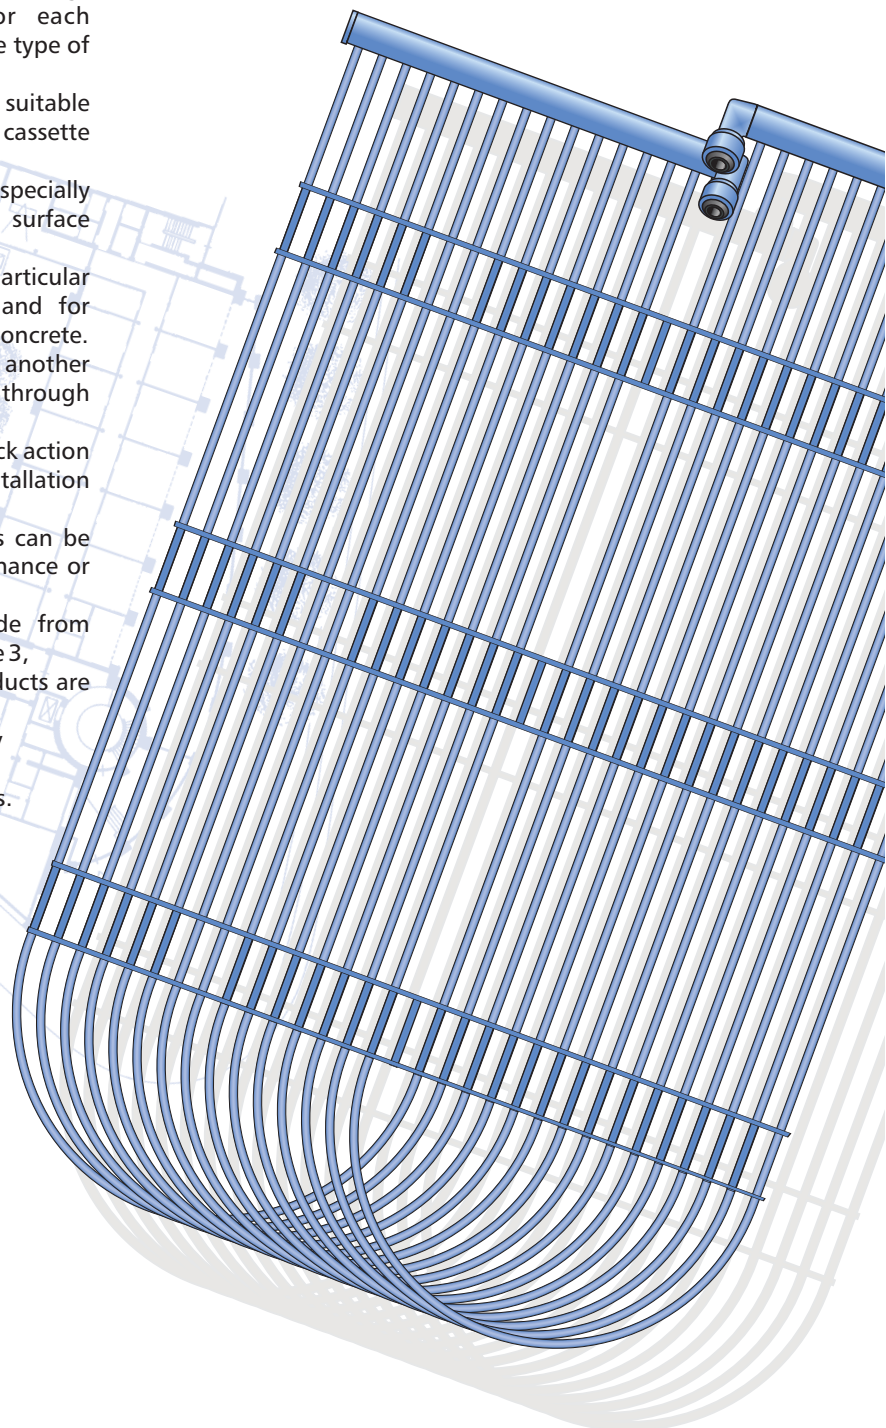 or each
e type of
suitable
cassette
specially
surface
articular
and for
oncrete.
another
through
ck action
tallation
s can be
nance or
de from
e 3,
ducts are
s.